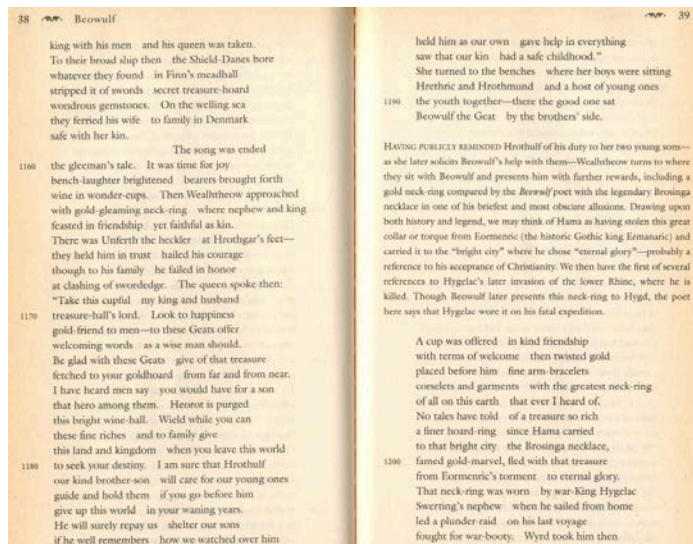 38 Beowulf
king with his men and his queen was taken.
To their broad ship then the Shield-Danes bore
whatever they found in Finn's meadhall
stripped it of swords secret treasure-hoard
wondrous gemstones. On the welling sea
they ferried his wife to family in Denmark
safe with her kin.
The song was ended
1160 the gleeman's tale. It was time for joy
bench-laughter brightened bearers brought forth
wine in wonder-cups. Then Wealhtheow approached
with gold-gleaming neck-ring where nephew and king
feasted in friendship yet faithful as kin.
There was Unferth the heckler at Hrothgar's feet—
they held him in trust hailed his courage
though to his family he failed in honor
at clashing of swordedge. The queen spoke then:
"Take this cupful my king and husband
1170 treasure-hall's lord. Look to happiness
gold-friend to men—to these Geats offer
welcoming words as a wise man should.
Be glad with these Geats give of that treasure
fetched to your goldhoard from far and from near.
I have heard men say you would have for a son
that hero among them. Heorot is purged
this bright wine-hall. Wield while you can
these fine riches and to family give
this land and kingdom when you leave this world
1180 to seek your destiny. I am sure that Hrothulf
our kind brother-son will care for our young ones
guide and hold them if you go before him
give up this world in your waning years.
He will surely repay us shelter our sons
if he well remembers how we watched over him
39
held him as our own gave help in everything
saw that our kin had a safe childhood."
She turned to the benches where her boys were sitting
Hrethric and Hrothmund and a host of young ones
1190 the youth together—there the good one sat
Beowulf the Geat by the brothers' side.
HAVING PUBLICLY REMINDED Hrothulf of his duty to her two young sons—
as she later solicits Beowulf's help with them—Wealhtheow turns to where
they sit with Beowulf and presents him with further rewards, including a
gold neck-ring compared by the Beowulf poet with the legendary Brosinga
necklace in one of his briefest and most obscure allusions. Drawing upon
both history and legend, we may think of Hama as having stolen this great
collar or torque from Eormenric (the historic Gothic king Ermanaric) and
carried it to the "bright city" where he chose "eternal glory"—probably a
reference to his acceptance of Christianity. We then have the first of several
references to Hygelac's later invasion of the lower Rhine, where he is
killed. Though Beowulf later presents this neck-ring to Hygd, the poet
here says that Hygelac wore it on his fatal expedition.
A cup was offered in kind friendship
with terms of welcome then twisted gold
placed before him fine arm-bracelets
corselets and garments with the greatest neck-ring
of all on this earth that ever I heard of.
No tales have told of a treasure so rich
a finer hoard-ring since Hama carried
to that bright city the Brosinga necklace,
1200 famed gold-marvel, fled with that treasure
from Eormenric's torment to eternal glory.
That neck-ring was worn by war-King Hygelac
Swerting's nephew when he sailed from home
led a plunder-raid on his last voyage
fought for war-booty. Wyrd took him then